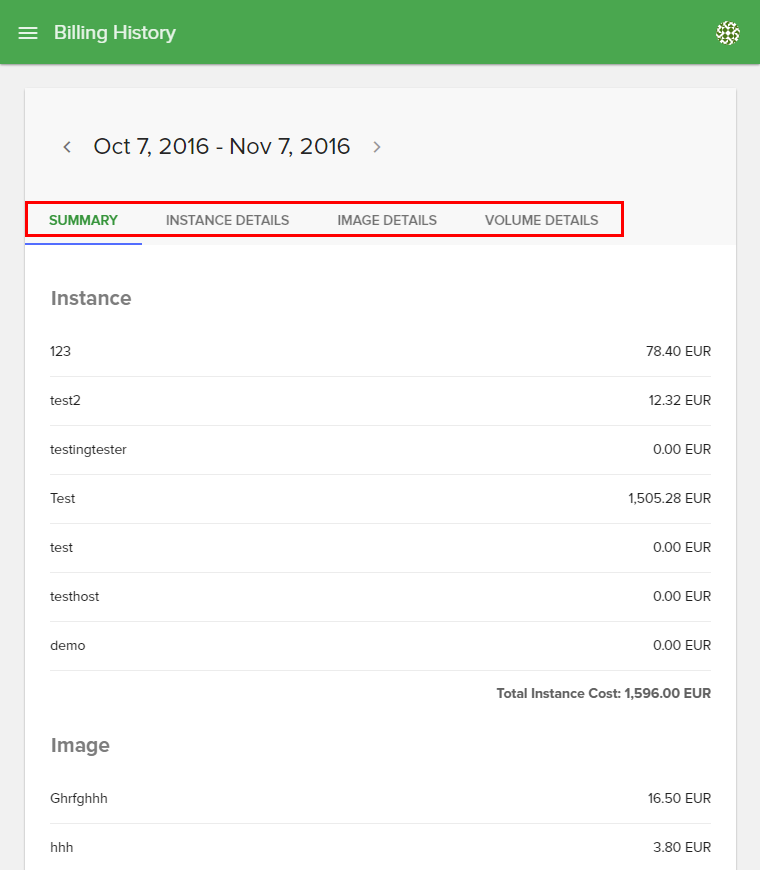 Billing History
Oct 7, 2016 - Nov 7, 2016
SUMMARY INSTANCE DETAILS IMAGE DETAILS VOLUME DETAILS
Instance
123 78.40 EUR
test2 12.32 EUR
testingtester 0.00 EUR
Test 1,505.28 EUR
test 0.00 EUR
testhost 0.00 EUR
demo 0.00 EUR
Total Instance Cost: 1,596.00 EUR
Image
Ghrfghhh 16.50 EUR
hhh 3.80 EUR